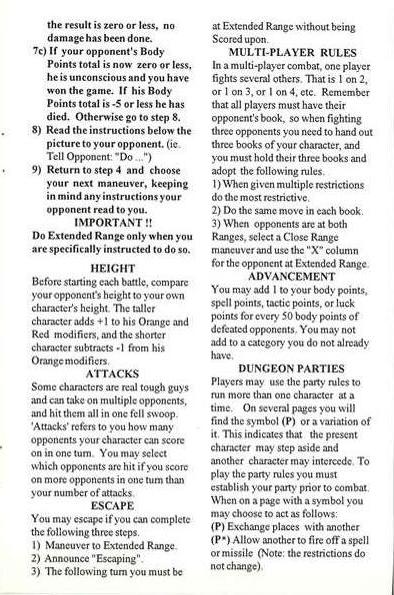 the result is zero or less, no
damage has been done.
7c) If your opponent's Body
Points total is now zero or less,
he is unconscious and you have
won the game. If his Body
Points total is -5 or less he has
died. Otherwise go to step 8.
8) Read the instructions below the
picture to your opponent. (ie.
Tell Opponent: "Do ...")
9) Return to step 4 and choose
your next maneuver, keeping
in mind any instructions your
opponent read to you.
IMPORTANT !!
Do Extended Range only when you
are specifically instructed to do so.
HEIGHT
Before starting each battle, compare
your opponent's height to your own
character's height. The taller
character adds +1 to his Orange and
Red modifiers, and the shorter
character subtracts -1 from his
Orange modifiers.
ATTACKS
Some characters are real tough guys
and can take on multiple opponents,
and hit them all in one fell swoop.
'Attacks' refers to you how many
opponents your character can score
on in one turn. You may select
which opponents are hit if you score
on more opponents in one turn than
your number of attacks.
ESCAPE
You may escape if you can complete
the following three steps.
1) Maneuver to Extended Range.
2) Announce "Escaping".
3) The following turn you must be
at Extended Range without being
Scored upon.
MULTI-PLAYER RULES
In a multi-player combat, one player
fights several others. That is 1 on 2,
or 1 on 3, or 1 on 4, etc. Remember
that all players must have their
opponent's book, so when fighting
three opponents you need to hand out
three books of your character, and
you must hold their three books and
adopt the following rules.
1) When given multiple restrictions
do the most restrictive.
2) Do the same move in each book.
3) When opponents are at both
Ranges, select a Close Range
maneuver and use the "X" column
for the opponent at Extended Range.
ADVANCEMENT
You may add 1 to your body points,
spell points, tactic points, or luck
points for every 50 body points of
defeated opponents. You may not
add to a category you do not already
have.
DUNGEON PARTIES
Players may use the party rules to
run more than one character at a
time. On several pages you will
find the symbol (P) or a variation of
it. This indicates that the present
character may step aside and
another character may intercede. To
play the party rules you must
establish your party prior to combat.
When on a page with a symbol you
may choose to act as follows:
(P) Exchange places with another
(P*) Allow another to fire off a spell
or missile (Note: the restrictions do
not change).